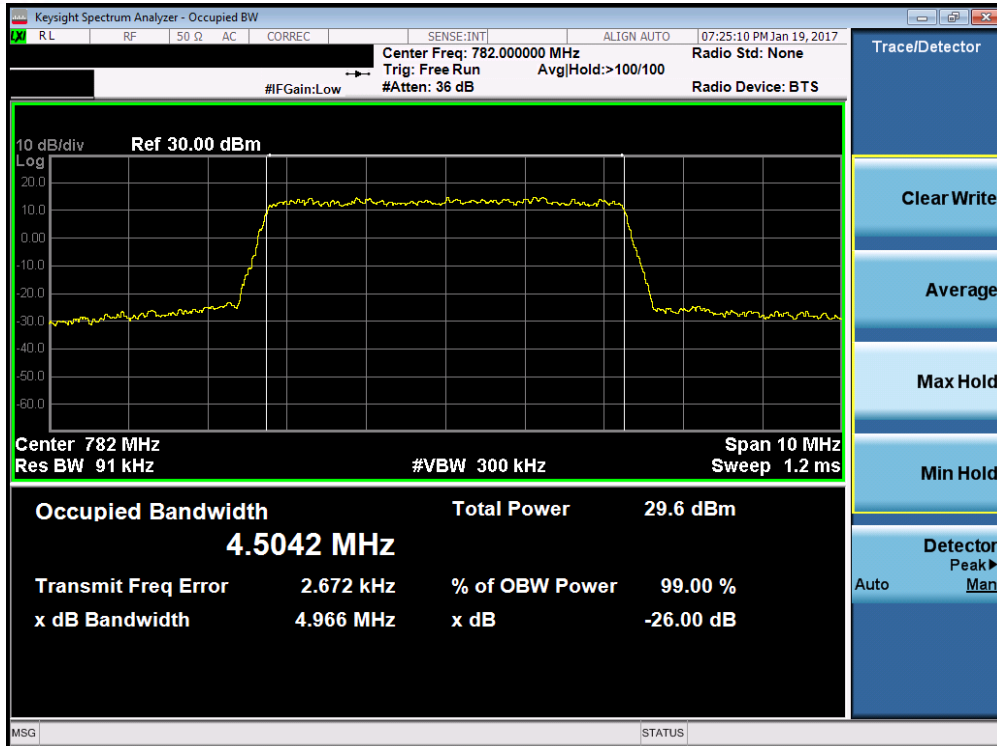 Keysight Spectrum Analyzer - Occupied BW
LXI RL RF 50 Ω AC CORREC SENSE:INT ALIGN AUTO 07:25:10 PM Jan 19, 2017
Center Freq: 782.000000 MHz Radio Std: None
Trig: Free Run Avg|Hold:>100/100
#IFGain:Low #Atten: 36 dB Radio Device: BTS
10 dB/div Ref 30.00 dBm
Log
20.0
10.0
0.00
-10.0
-20.0
-30.0
-40.0
-50.0
-60.0
Center 782 MHz Span 10 MHz
Res BW 91 kHz #VBW 300 kHz Sweep 1.2 ms
Occupied Bandwidth Total Power 29.6 dBm
4.5042 MHz
Transmit Freq Error 2.672 kHz % of OBW Power 99.00 %
x dB Bandwidth 4.966 MHz x dB -26.00 dB
Trace/Detector
Clear Write
Average
Max Hold
Min Hold
Detector
Peak▶
Auto Man
MSG STATUS